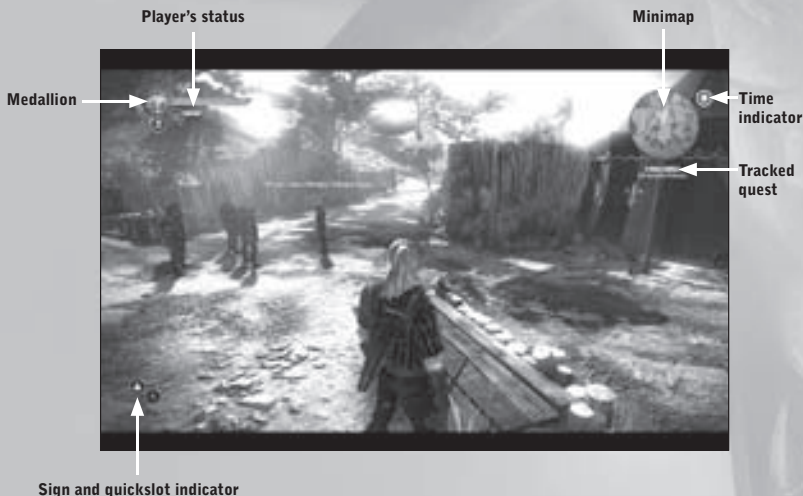 Player's status
Minimap
Medallion
Time
indicator
Tracked
quest
Sign and quickslot indicator